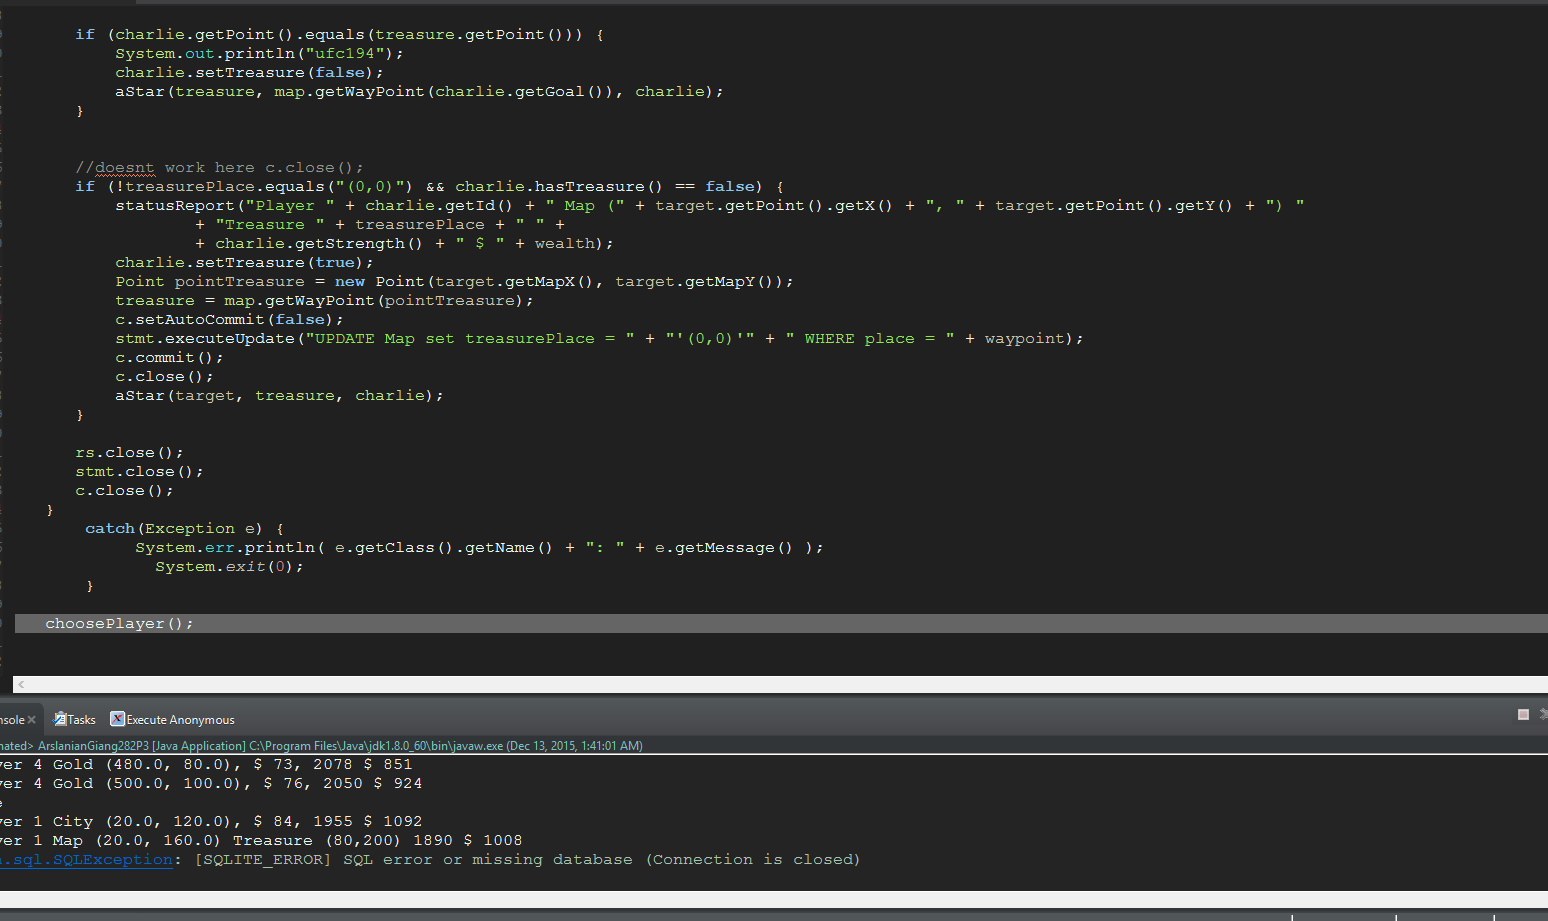 if (charlie.getPoint().equals(treasure.getPoint())) {
System.out.println("ufc194");
charlie.setTreasure(false);
aStar(treasure, map.getWayPoint(charlie.getGoal()), charlie);
}
//doesnt work here c.close();
if (!treasurePlace.equals("(0,0)") && charlie.hasTreasure() == false) {
statusReport("Player " + charlie.getId() + " Map (" + target.getPoint().getX() + ", " + target.getPoint().getY() + ") "
+ "Treasure " + treasurePlace + " " +
+ charlie.getStrength() + " $ " + wealth);
charlie.setTreasure(true);
Point pointTreasure = new Point(target.getMapX(), target.getMapY());
treasure = map.getWayPoint(pointTreasure);
c.setAutoCommit(false);
stmt.executeUpdate("UPDATE Map set treasurePlace = " + "'(0,0)'" + " WHERE place = " + waypoint);
c.commit();
c.close();
aStar(target, treasure, charlie);
}
rs.close();
stmt.close();
c.close();
}
catch(Exception e) {
System.err.println( e.getClass().getName() + ": " + e.getMessage() );
System.exit(0);
}
choosePlayer();
nsole Tasks Execute Anonymous
nated> ArslanianGiang282P3 [Java Application] C:\Program Files\Java\jdk1.8.0_60\bin\javaw.exe (Dec 13, 2015, 1:41:01 AM)
er 4 Gold (480.0, 80.0), $ 73, 2078 $ 851
er 4 Gold (500.0, 100.0), $ 76, 2050 $ 924
e
er 1 City (20.0, 120.0), $ 84, 1955 $ 1092
er 1 Map (20.0, 160.0) Treasure (80,200) 1890 $ 1008
.sql.SQLException: [SQLITE_ERROR] SQL error or missing database (Connection is closed)